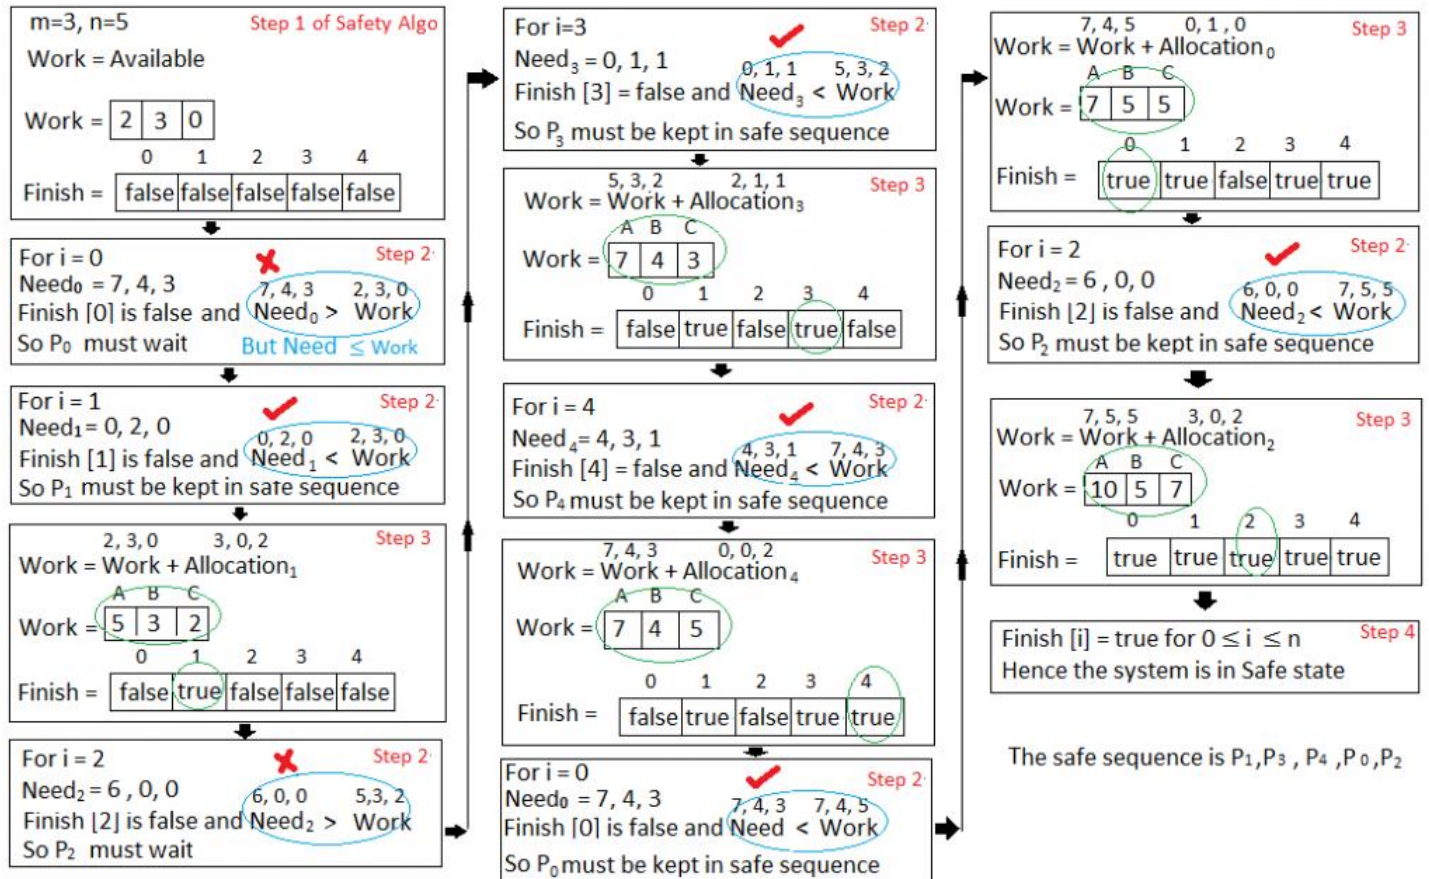 m=3, n=5 Step 1 of Safety Algo
Work = Available
Work = 2 3 0
0 1 2 3 4
Finish = false false false false false
For i = 0 Step 2
Need₀ = 7, 4, 3 7, 4, 3 2, 3, 0
Finish [0] is false and Need₀ > Work
So P₀ must wait But Need ≤ Work
For i = 1 Step 2
Need₁= 0, 2, 0 0, 2, 0 2, 3, 0
Finish [1] is false and Need₁ < Work
So P₁ must be kept in safe sequence
2, 3, 0 3, 0, 2 Step 3
Work = Work + Allocation₁
A B C
Work = 5 3 2
0 1 2 3 4
Finish = false true false false false
For i = 2 Step 2
Need₂ = 6 , 0, 0 6, 0, 0 5,3, 2
Finish [2] is false and Need₂ > Work
So P₂ must wait
For i=3 Step 2
Need₃ = 0, 1, 1 0, 1, 1 5, 3, 2
Finish [3] = false and Need₃ < Work
So P₃ must be kept in safe sequence
5, 3, 2 2, 1, 1 Step 3
Work = Work + Allocation₃
A B C
Work = 7 4 3
0 1 2 3 4
Finish = false true false true false
For i = 4 Step 2
Need₄= 4, 3, 1 4, 3, 1 7, 4, 3
Finish [4] = false and Need₄ < Work
So P₄ must be kept in safe sequence
7, 4, 3 0, 0, 2 Step 3
Work = Work + Allocation₄
A B C
Work = 7 4 5
0 1 2 3 4
Finish = false true false true true
For i = 0 Step 2
Need₀ = 7, 4, 3 7, 4, 3 7, 4, 5
Finish [0] is false and Need < Work
So P₀ must be kept in safe sequence
7, 4, 5 0, 1 , 0 Step 3
Work = Work + Allocation₀
A B C
Work = 7 5 5
0 1 2 3 4
Finish = true true false true true
For i = 2 Step 2
Need₂ = 6 , 0, 0 6, 0, 0 7, 5, 5
Finish [2] is false and Need₂ < Work
So P₂ must be kept in safe sequence
7, 5, 5 3, 0, 2 Step 3
Work = Work + Allocation₂
A B C
Work = 10 5 7
0 1 2 3 4
Finish = true true true true true
Finish [i] = true for 0 ≤ i ≤ n Step 4
Hence the system is in Safe state
The safe sequence is P₁,P₃ , P₄ ,P₀ ,P₂